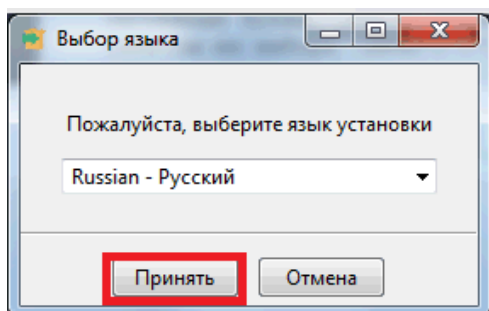 Выбор языка
Пожалуйста, выберите язык установки
Russian - Русский
Принять Отмена